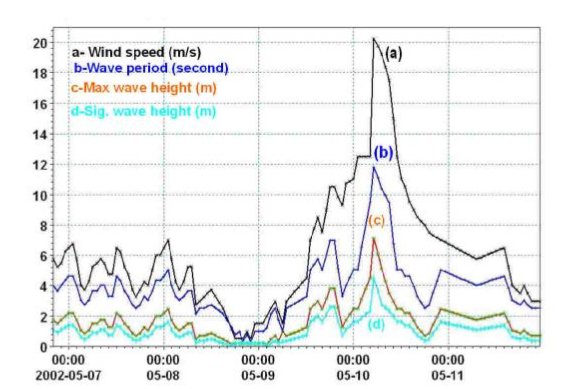 20
18
16
14
12
10
8
6
4
2
0
a- Wind speed (m/s)
b-Wave period (second)
c-Max wave height (m)
d-Sig. wave height (m)
(a)
(b)
(c)
(d)
00:00 00:00 00:00 00:00 00:00
2002-05-07 05-08 05-09 05-10 05-11